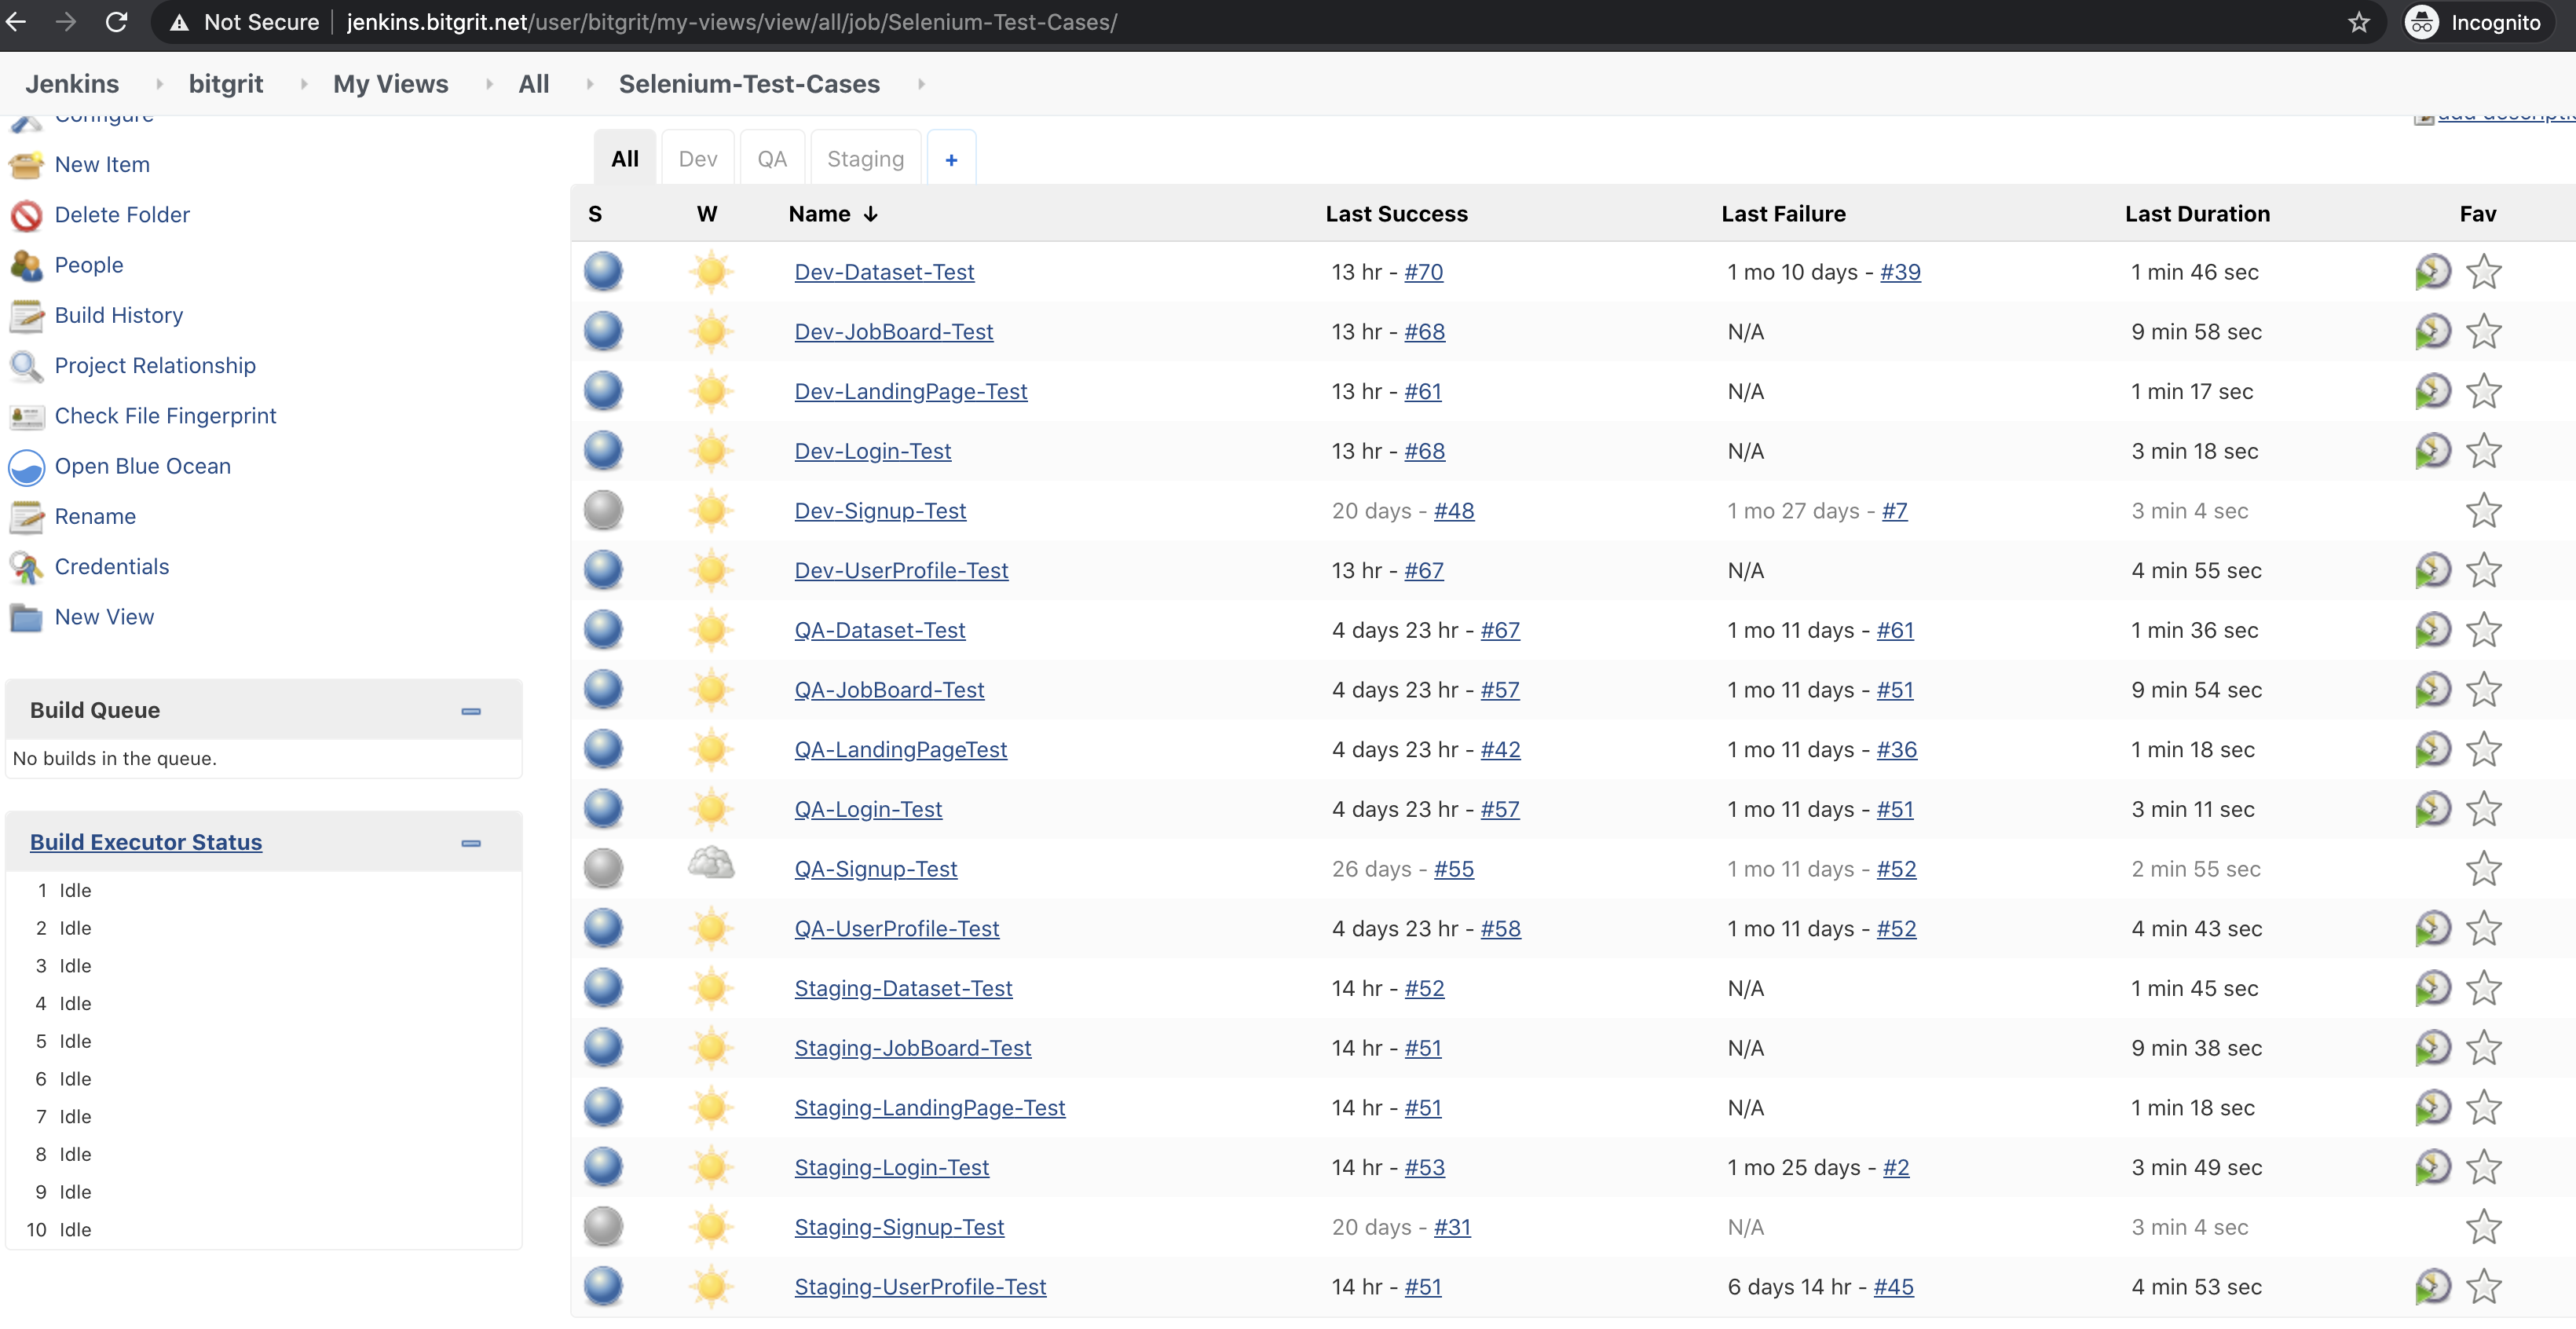 Not Secure jenkins.bitgrit.net/user/bitgrit/my-views/view/all/job/Selenium-Test-Cases/ Incognito
Jenkins bitgrit My Views All Selenium-Test-Cases
Configure
New Item
Delete Folder
People
Build History
Project Relationship
Check File Fingerprint
Open Blue Ocean
Rename
Credentials
New View
Build Queue
No builds in the queue.
Build Executor Status
1 Idle
2 Idle
3 Idle
4 Idle
5 Idle
6 Idle
7 Idle
8 Idle
9 Idle
10 Idle
add
All Dev QA Staging +
S W Name ↓ Last Success Last Failure Last Duration Fav
Dev-Dataset-Test 13 hr - #70 1 mo 10 days - #39 1 min 46 sec
Dev-JobBoard-Test 13 hr - #68 N/A 9 min 58 sec
Dev-LandingPage-Test 13 hr - #61 N/A 1 min 17 sec
Dev-Login-Test 13 hr - #68 N/A 3 min 18 sec
Dev-Signup-Test 20 days - #48 1 mo 27 days - #7 3 min 4 sec
Dev-UserProfile-Test 13 hr - #67 N/A 4 min 55 sec
QA-Dataset-Test 4 days 23 hr - #67 1 mo 11 days - #61 1 min 36 sec
QA-JobBoard-Test 4 days 23 hr - #57 1 mo 11 days - #51 9 min 54 sec
QA-LandingPageTest 4 days 23 hr - #42 1 mo 11 days - #36 1 min 18 sec
QA-Login-Test 4 days 23 hr - #57 1 mo 11 days - #51 3 min 11 sec
QA-Signup-Test 26 days - #55 1 mo 11 days - #52 2 min 55 sec
QA-UserProfile-Test 4 days 23 hr - #58 1 mo 11 days - #52 4 min 43 sec
Staging-Dataset-Test 14 hr - #52 N/A 1 min 45 sec
Staging-JobBoard-Test 14 hr - #51 N/A 9 min 38 sec
Staging-LandingPage-Test 14 hr - #51 N/A 1 min 18 sec
Staging-Login-Test 14 hr - #53 1 mo 25 days - #2 3 min 49 sec
Staging-Signup-Test 20 days - #31 N/A 3 min 4 sec
Staging-UserProfile-Test 14 hr - #51 6 days 14 hr - #45 4 min 53 sec